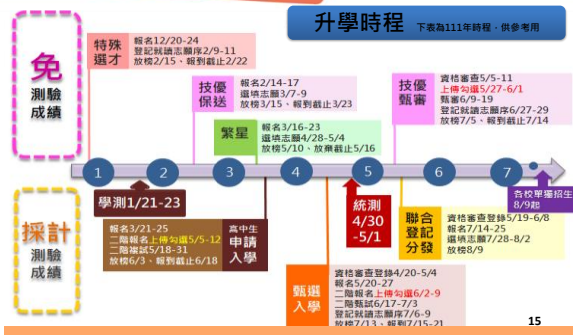 升學時程 下表為111年時程，供參考用
免
測驗
成績
特殊
選才
報名12/20-24
登記就讀志願序2/9-11
放榜2/15、報到截止2/22
技優
保送
報名2/14-17
選填志願3/7-9
放榜3/15、報到截止3/23
繁星
報名3/16-23
選填志願4/28-5/4
放榜5/10、放棄截止5/16
技優
甄審
資格審查5/5-11
上傳勾選5/27-6/1
甄審6/9-19
登記就讀志願序6/27-29
放榜7/5、報到截止7/14
1
2
3
4
5
6
7
各校單獨招生
8/9起
採計
測驗
成績
學測1/21-23
報名3/21-25
二階報名上傳勾選5/5-12
二階複試5/18-31
放榜6/3、報到截止6/18
高中生
申請
入學
統測
4/30
-5/1
聯合
登記
分發
資格審查登錄5/19-6/8
報名7/14-25
選填志願7/28-8/2
放榜8/9
甄選
入學
資格審查登錄4/20-5/4
報名5/20-27
二階報名上傳勾選6/2-9
二階甄試6/17-7/3
登記就讀志願序7/6-9
放榜7/13、報到7/15-21
15